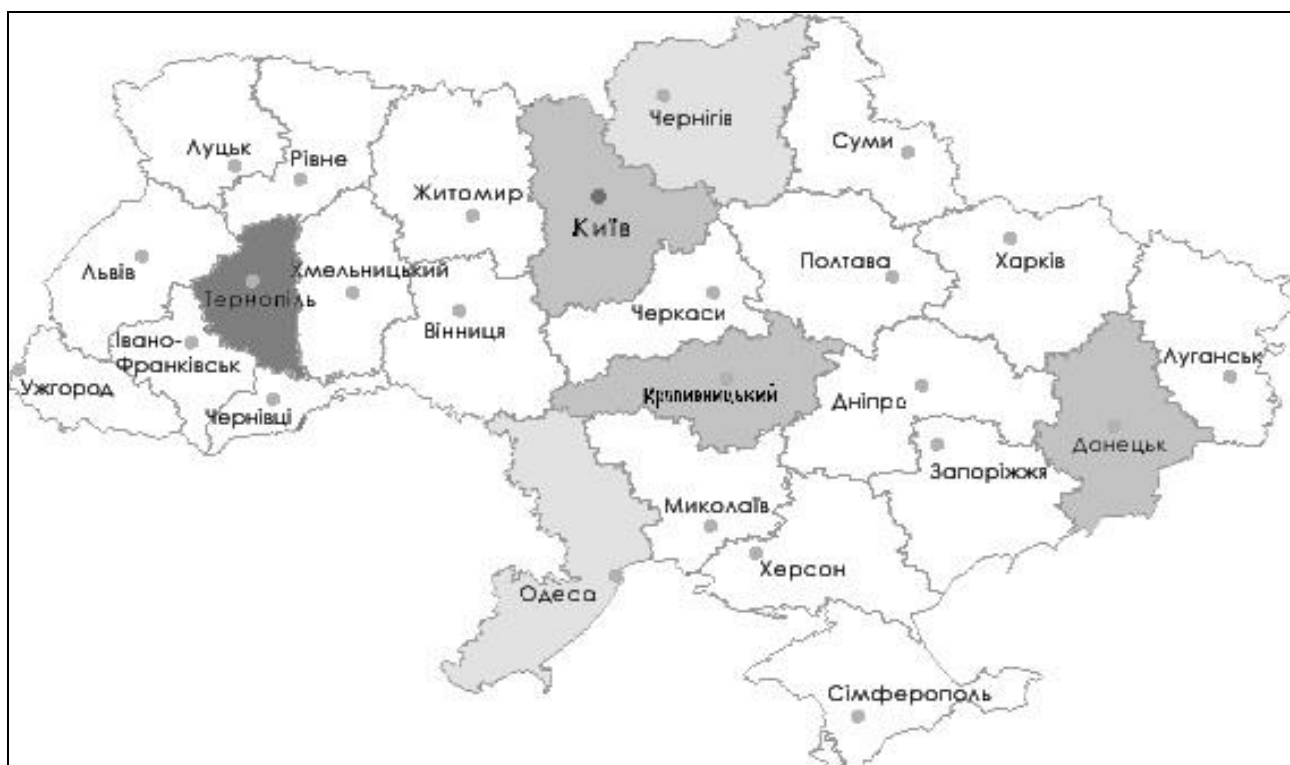 Чернігів
Суми
Луцьк
Рівне
Житомир
Київ
Львів
Хмельницький
Полтава
Харків
Тернопіль
Черкаси
Вінниця
Івано-
Франківськ
Луганськ
Ужгород
Кропивницький
Дніпро
Чернівці
Донецьк
Запоріжжя
Миколаїв
Херсон
Одеса
Сімферополь